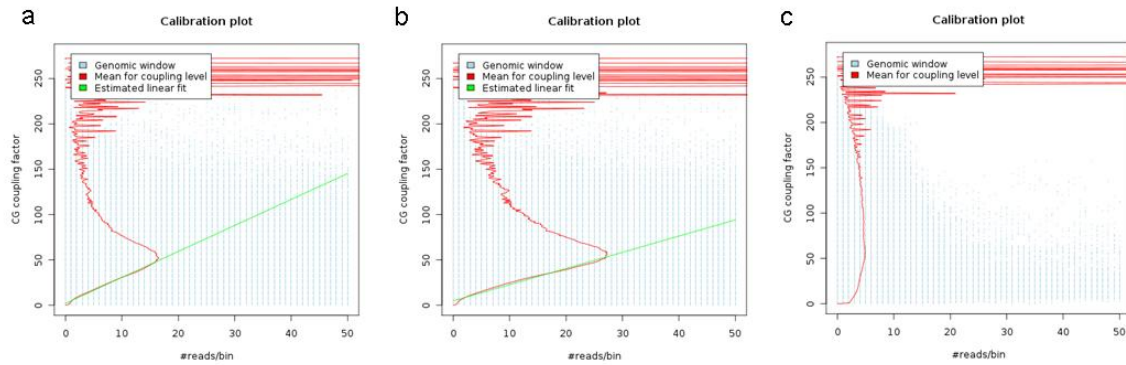 a
Calibration plot
Genomic window
Mean for coupling level
Estimated linear fit
CG coupling factor
0 50 100 150 200 250
0 10 20 30 40 50
#reads/bin
b
Calibration plot
Genomic window
Mean for coupling level
Estimated linear fit
CG coupling factor
0 50 100 150 200 250
0 10 20 30 40 50
#reads/bin
c
Calibration plot
Genomic window
Mean for coupling level
CG coupling factor
0 50 100 150 200 250
0 10 20 30 40 50
#reads/bin